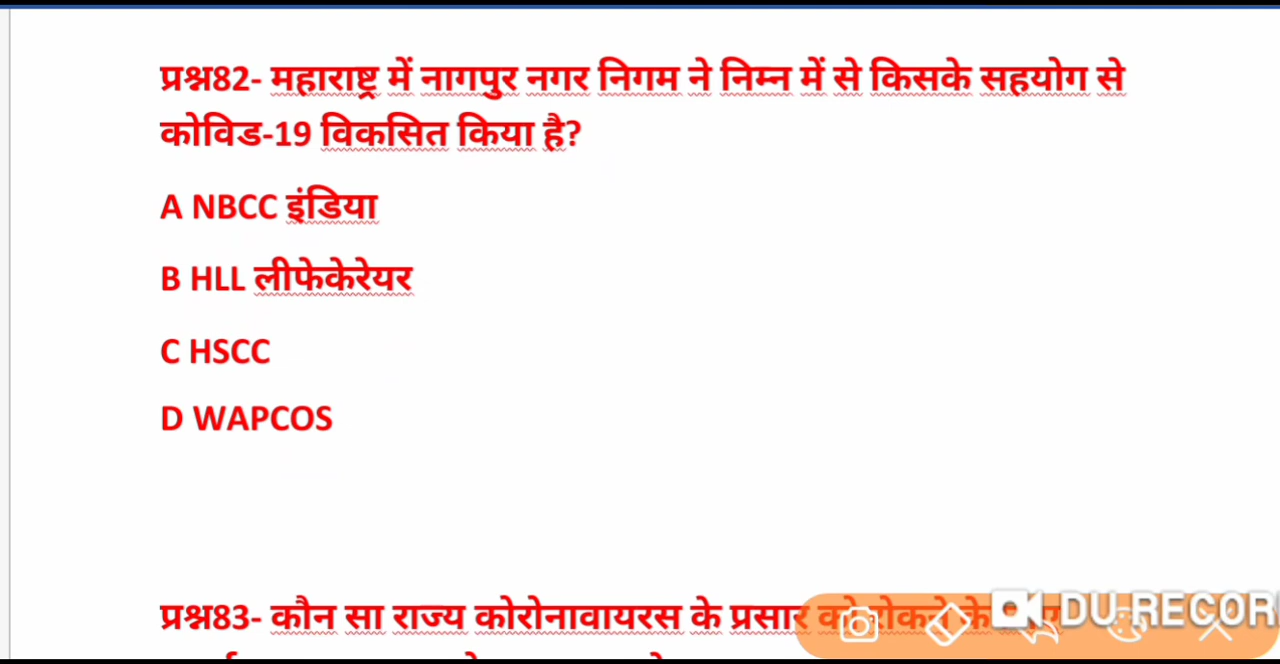 प्रश्न82- महाराष्ट्र में नागपुर नगर निगम ने निम्न में से किसके सहयोग से
कोविड-19 विकसित किया है?
A NBCC इंडिया
B HLL लीफेकेरेयर
C HSCC
D WAPCOS
प्रश्न83- कौन सा राज्य कोरोनावायरस के प्रसार को रोकने के
DU RECOR